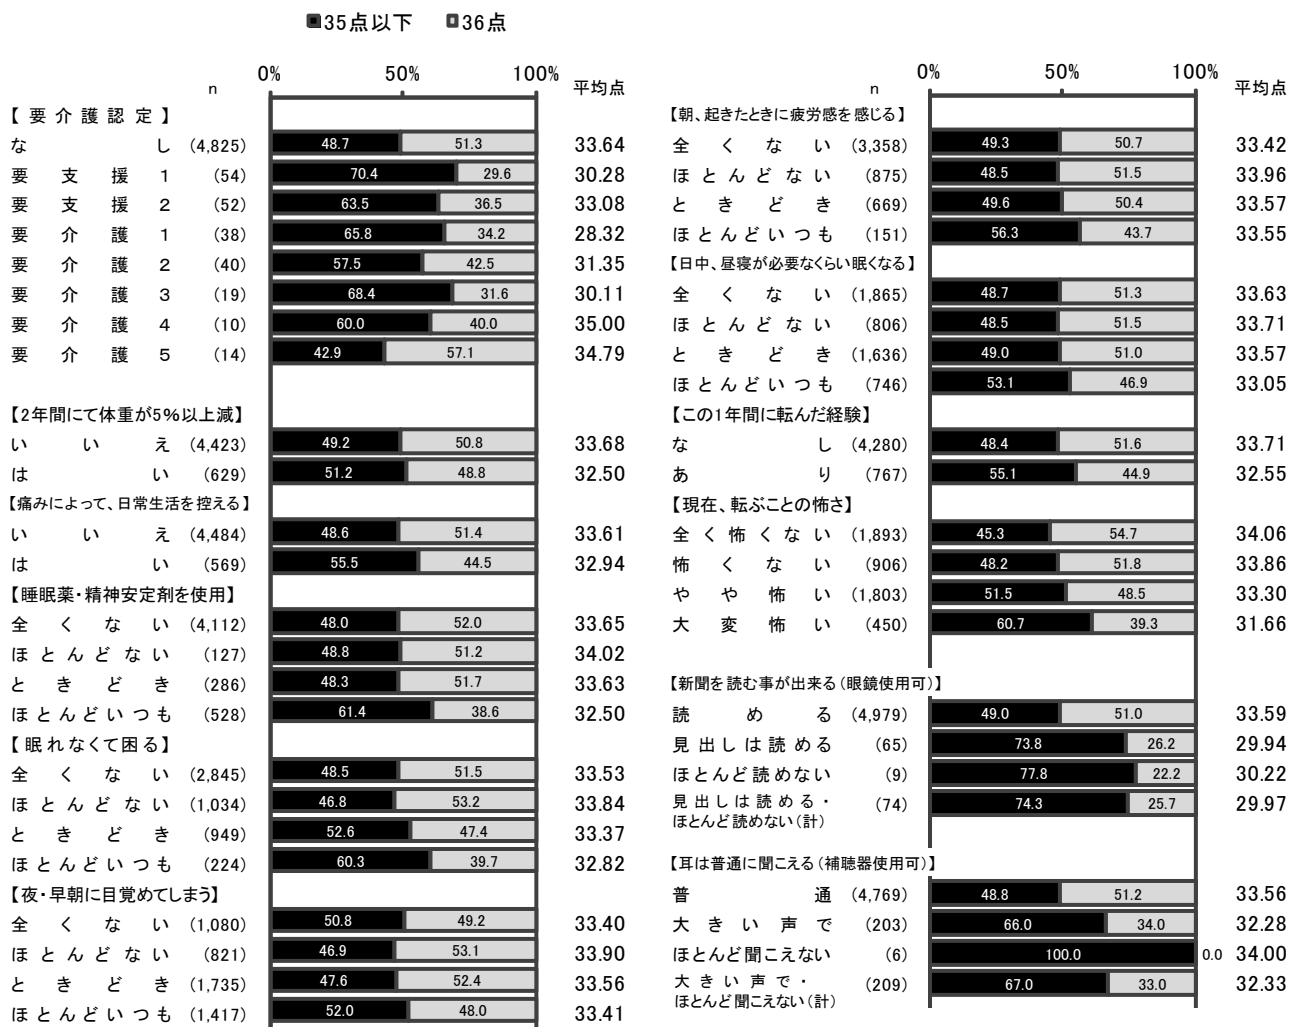 ■35点以下 □36点
0% 50% 100%
n 平均点
【要介護認定】
なし (4,825) 48.7 51.3 33.64
要支援1 (54) 70.4 29.6 30.28
要支援2 (52) 63.5 36.5 33.08
要介護1 (38) 65.8 34.2 28.32
要介護2 (40) 57.5 42.5 31.35
要介護3 (19) 68.4 31.6 30.11
要介護4 (10) 60.0 40.0 35.00
要介護5 (14) 42.9 57.1 34.79
【2年間にて体重が5%以上減】
いいえ (4,423) 49.2 50.8 33.68
はい (629) 51.2 48.8 32.50
【痛みによって、日常生活を控える】
いいえ (4,484) 48.6 51.4 33.61
はい (569) 55.5 44.5 32.94
【睡眠薬・精神安定剤を使用】
全くない (4,112) 48.0 52.0 33.65
ほとんどない (127) 48.8 51.2 34.02
ときどき (286) 48.3 51.7 33.63
ほとんどいつも (528) 61.4 38.6 32.50
【眠れなくて困る】
全くない (2,845) 48.5 51.5 33.53
ほとんどない (1,034) 46.8 53.2 33.84
ときどき (949) 52.6 47.4 33.37
ほとんどいつも (224) 60.3 39.7 32.82
【夜・早朝に目覚めてしまう】
全くない (1,080) 50.8 49.2 33.40
ほとんどない (821) 46.9 53.1 33.90
ときどき (1,735) 47.6 52.4 33.56
ほとんどいつも (1,417) 52.0 48.0 33.41
0% 50% 100%
n 平均点
【朝、起きたときに疲労感を感じる】
全くない (3,358) 49.3 50.7 33.42
ほとんどない (875) 48.5 51.5 33.96
ときどき (669) 49.6 50.4 33.57
ほとんどいつも (151) 56.3 43.7 33.55
【日中、昼寝が必要なくらい眠くなる】
全くない (1,865) 48.7 51.3 33.63
ほとんどない (806) 48.5 51.5 33.71
ときどき (1,636) 49.0 51.0 33.57
ほとんどいつも (746) 53.1 46.9 33.05
【この1年間に転んだ経験】
なし (4,280) 48.4 51.6 33.71
あり (767) 55.1 44.9 32.55
【現在、転ぶことの怖さ】
全く怖くない (1,893) 45.3 54.7 34.06
怖くない (906) 48.2 51.8 33.86
やや怖い (1,803) 51.5 48.5 33.30
大変怖い (450) 60.7 39.3 31.66
【新聞を読む事が出来る(眼鏡使用可)】
読める (4,979) 49.0 51.0 33.59
見出しは読める (65) 73.8 26.2 29.94
ほとんど読めない (9) 77.8 22.2 30.22
見出しは読める・
ほとんど読めない(計) (74) 74.3 25.7 29.97
【耳は普通に聞こえる(補聴器使用可)】
普通 (4,769) 48.8 51.2 33.56
大きい声で (203) 66.0 34.0 32.28
ほとんど聞こえない (6) 100.0 0.0 34.00
大きい声で・
ほとんど聞こえない(計) (209) 67.0 33.0 32.33